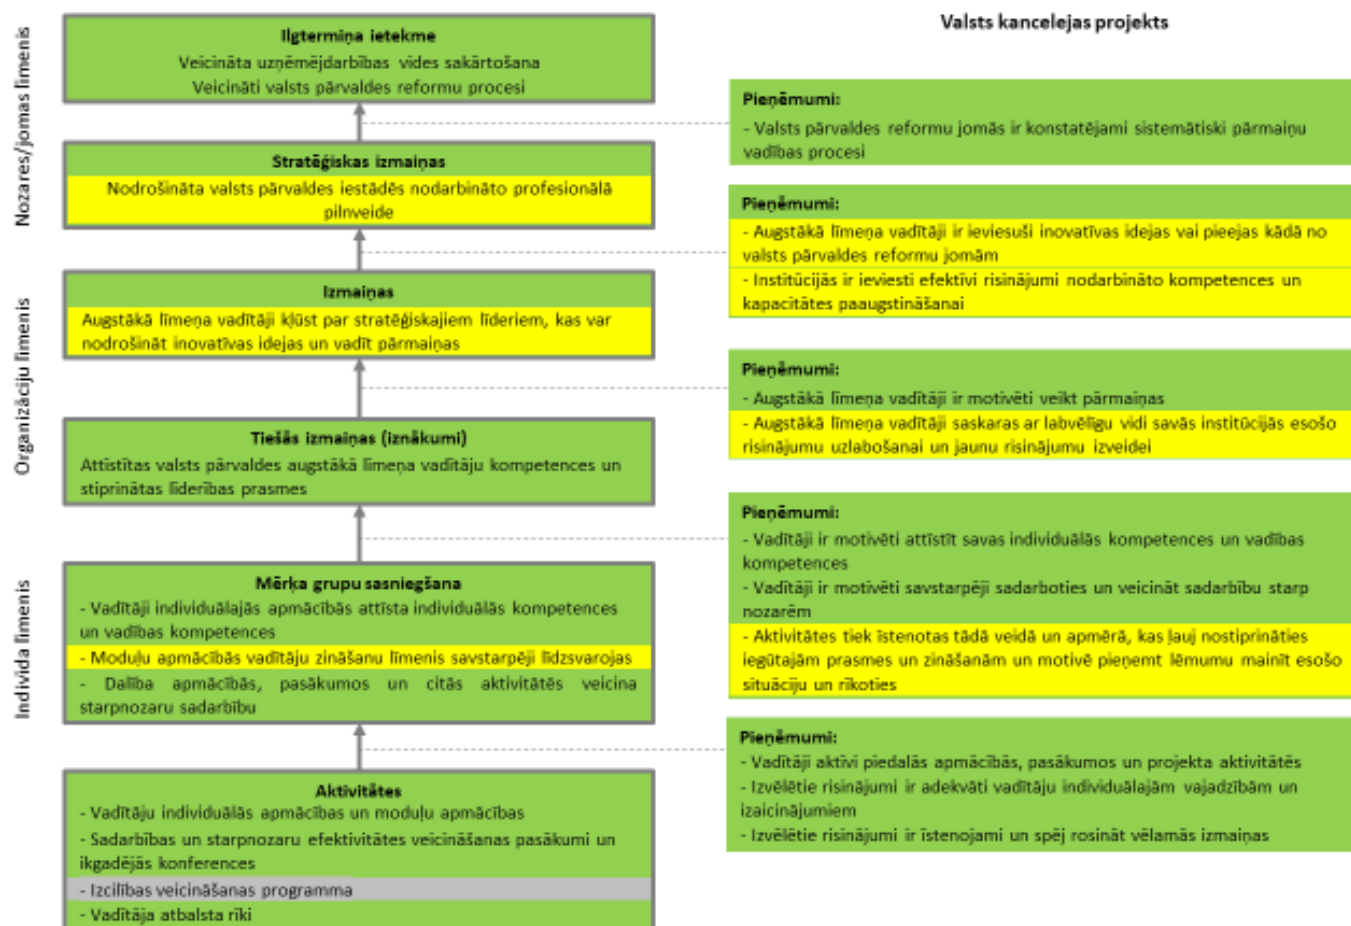 Valsts kancelejas projekts
Nozares/jomas līmenis
Ilgtermiņa ietekme
Veicināta uzņēmējdarbības vides sakārtošana
Veicināti valsts pārvaldes reformu procesi
Pieņēmumi:
- Valsts pārvaldes reformu jomās ir konstatējami sistemātiski pārmaiņu
vadības procesi
Stratēģiskas izmaiņas
Nodrošināta valsts pārvaldes iestādēs nodarbināto profesionālā
pilnveide
Pieņēmumi:
- Augstākā līmeņa vadītāji ir ieviesuši inovatīvas idejas vai pieejas kādā no
valsts pārvaldes reformu jomām
- Institūcijās ir ieviesti efektīvi risinājumi nodarbināto kompetences un
kapacitātes paaugstināšanai
Organizāciju līmenis
Izmaiņas
Augstākā līmeņa vadītāji kļūst par stratēģiskajiem līderiem, kas var
nodrošināt inovatīvas idejas un vadīt pārmaiņas
Pieņēmumi:
- Augstākā līmeņa vadītāji ir motivēti veikt pārmaiņas
- Augstākā līmeņa vadītāji saskaras ar labvēlīgu vidi savās institūcijās esošo
risinājumu uzlabošanai un jaunu risinājumu izveidei
Tiešās izmaiņas (iznākumi)
Attīstītas valsts pārvaldes augstākā līmeņa vadītāju kompetences un
stiprinātas līderības prasmes
Pieņēmumi:
- Vadītāji ir motivēti attīstīt savas individuālās kompetences un vadības
kompetences
- Vadītāji ir motivēti savstarpēji sadarboties un veicināt sadarbību starp
nozarēm
- Aktivitātes tiek īstenotas tādā veidā un apmērā, kas ļauj nostiprināties
iegūtajām prasmes un zināšanām un motivē pieņemt lēmumu mainīt esošo
situāciju un rīkoties
Indivīda līmenis
Mērķa grupu sasniegšana
- Vadītāji individuālajās apmācībās attīsta individuālās kompetences
un vadības kompetences
- Moduļu apmācībās vadītāju zināšanu līmenis savstarpēji līdzsvarojas
- Dalība apmācībās, pasākumos un citās aktivitātēs veicina
starpnozaru sadarbību
Pieņēmumi:
- Vadītāji aktīvi piedalās apmācībās, pasākumos un projekta aktivitātēs
- Izvēlētie risinājumi ir adekvāti vadītāju individuālajām vajadzībām un
izaicinājumiem
- Izvēlētie risinājumi ir īstenojami un spēj rosināt vēlamās izmaiņas
Aktivitātes
- Vadītāju individuālās apmācības un moduļu apmācības
- Sadarbības un starpnozaru efektivitātes veicināšanas pasākumi un
ikgadējās konferences
- Izcilības veicināšanas programma
- Vadītāja atbalsta rīki